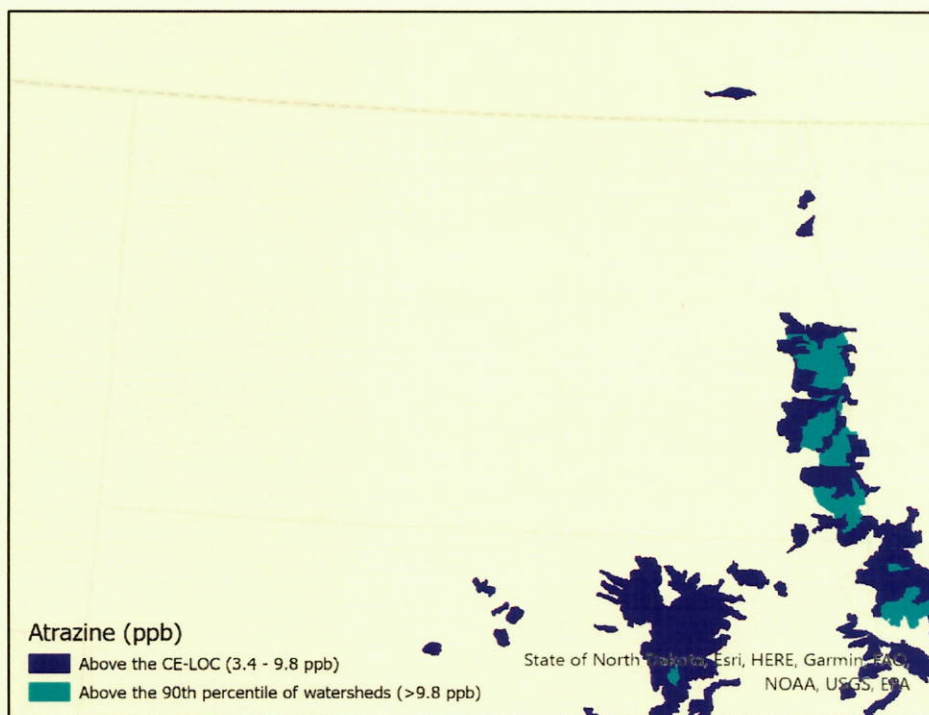 Atrazine (ppb)
Above the CE-LOC (3.4 - 9.8 ppb)
Above the 90th percentile of watersheds (>9.8 ppb)
State of North Dakota, Esri, HERE, Garmin, FAO,
NOAA, USGS, EPA